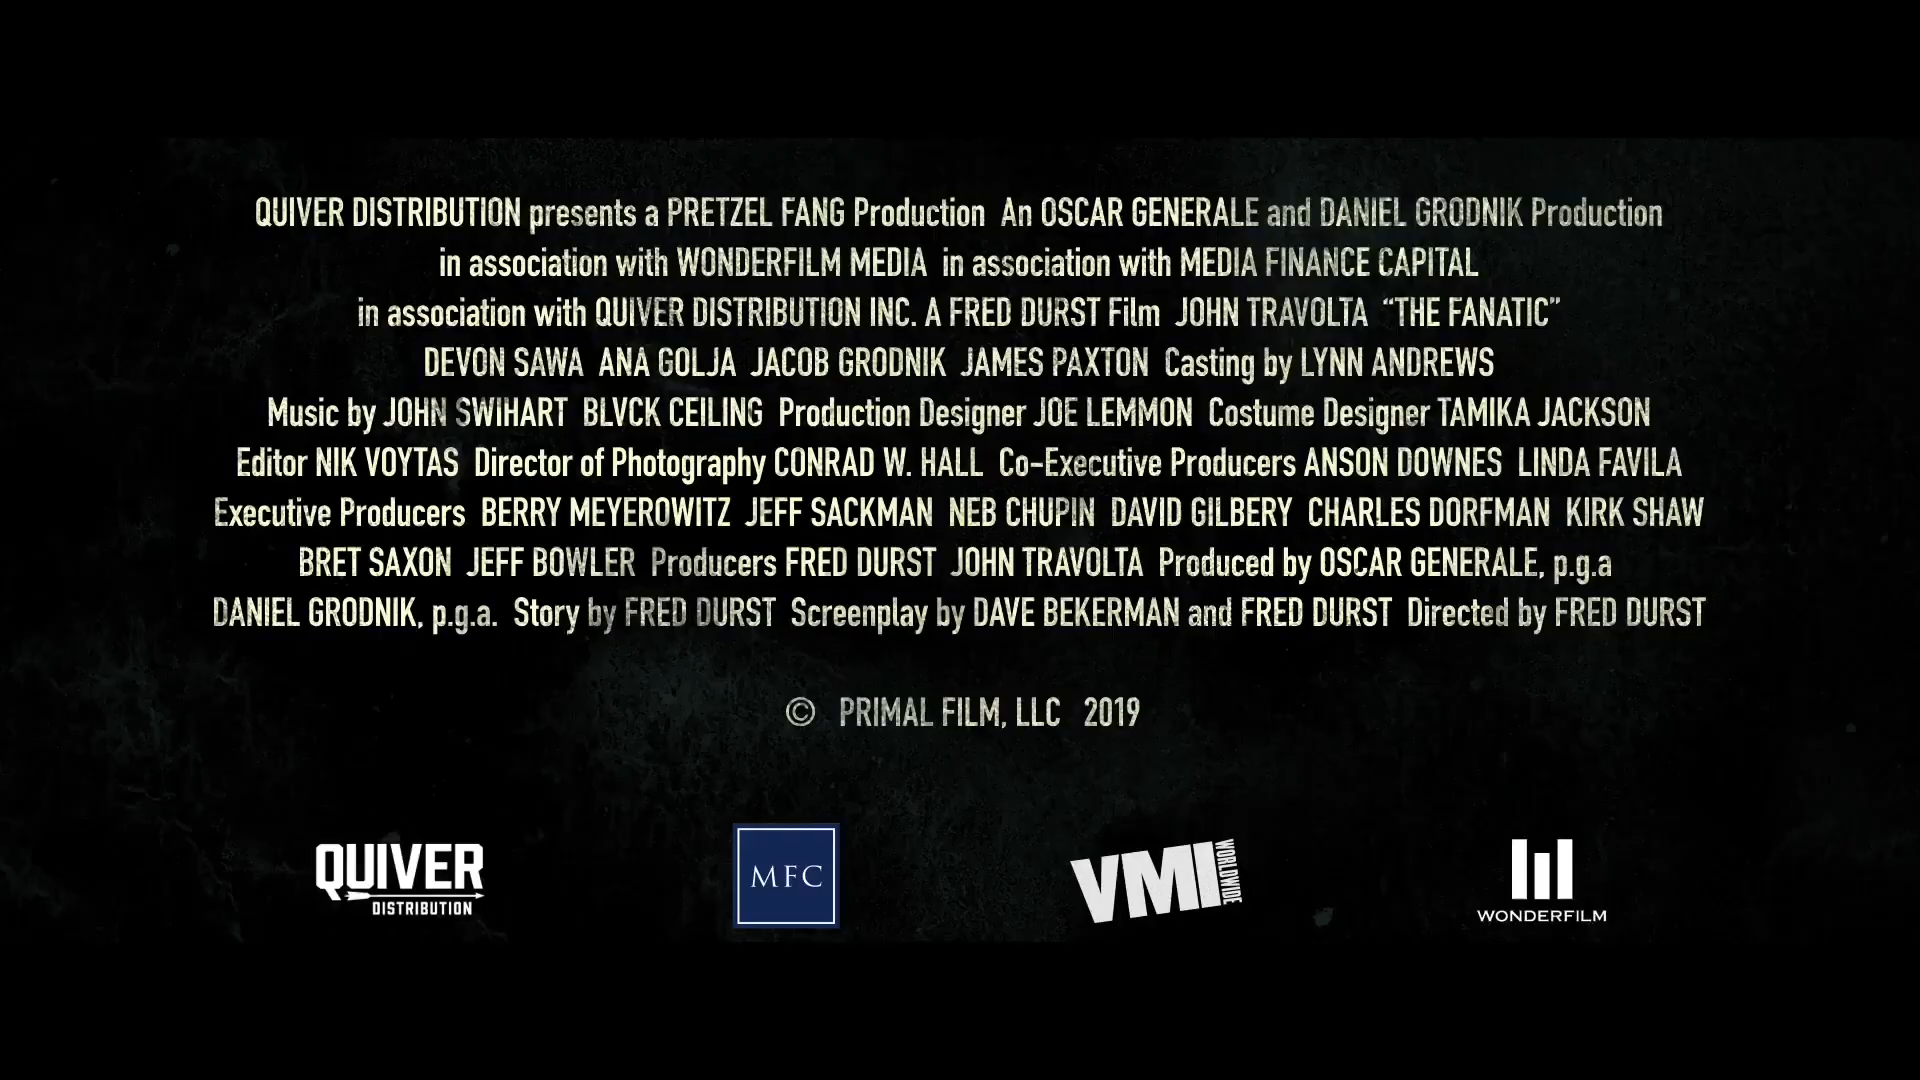 QUIVER DISTRIBUTION presents a PRETZEL FANG Production An OSCAR GENERALE and DANIEL GRODNIK Production
in association with WONDERFILM MEDIA in association with MEDIA FINANCE CAPITAL
in association with QUIVER DISTRIBUTION INC. A FRED DURST Film JOHN TRAVOLTA “THE FANATIC”
DEVON SAWA ANA GOLJA JACOB GRODNIK JAMES PAXTON Casting by LYNN ANDREWS
Music by JOHN SWIHART BLVCK CEILING Production Designer JOE LEMMON Costume Designer TAMIKA JACKSON
Editor NIK VOYTAS Director of Photography CONRAD W. HALL Co-Executive Producers ANSON DOWNES LINDA FAVILA
Executive Producers BERRY MEYEROWITZ JEFF SACKMAN NEB CHUPIN DAVID GILBERY CHARLES DORFMAN KIRK SHAW
BRET SAXON JEFF BOWLER Producers FRED DURST JOHN TRAVOLTA Produced by OSCAR GENERALE, p.g.a
DANIEL GRODNIK, p.g.a. Story by FRED DURST Screenplay by DAVE BEKERMAN and FRED DURST Directed by FRED DURST
© PRIMAL FILM, LLC 2019
QUIVER
DISTRIBUTION
MFC
VMI WORLDWIDE
WONDERFILM